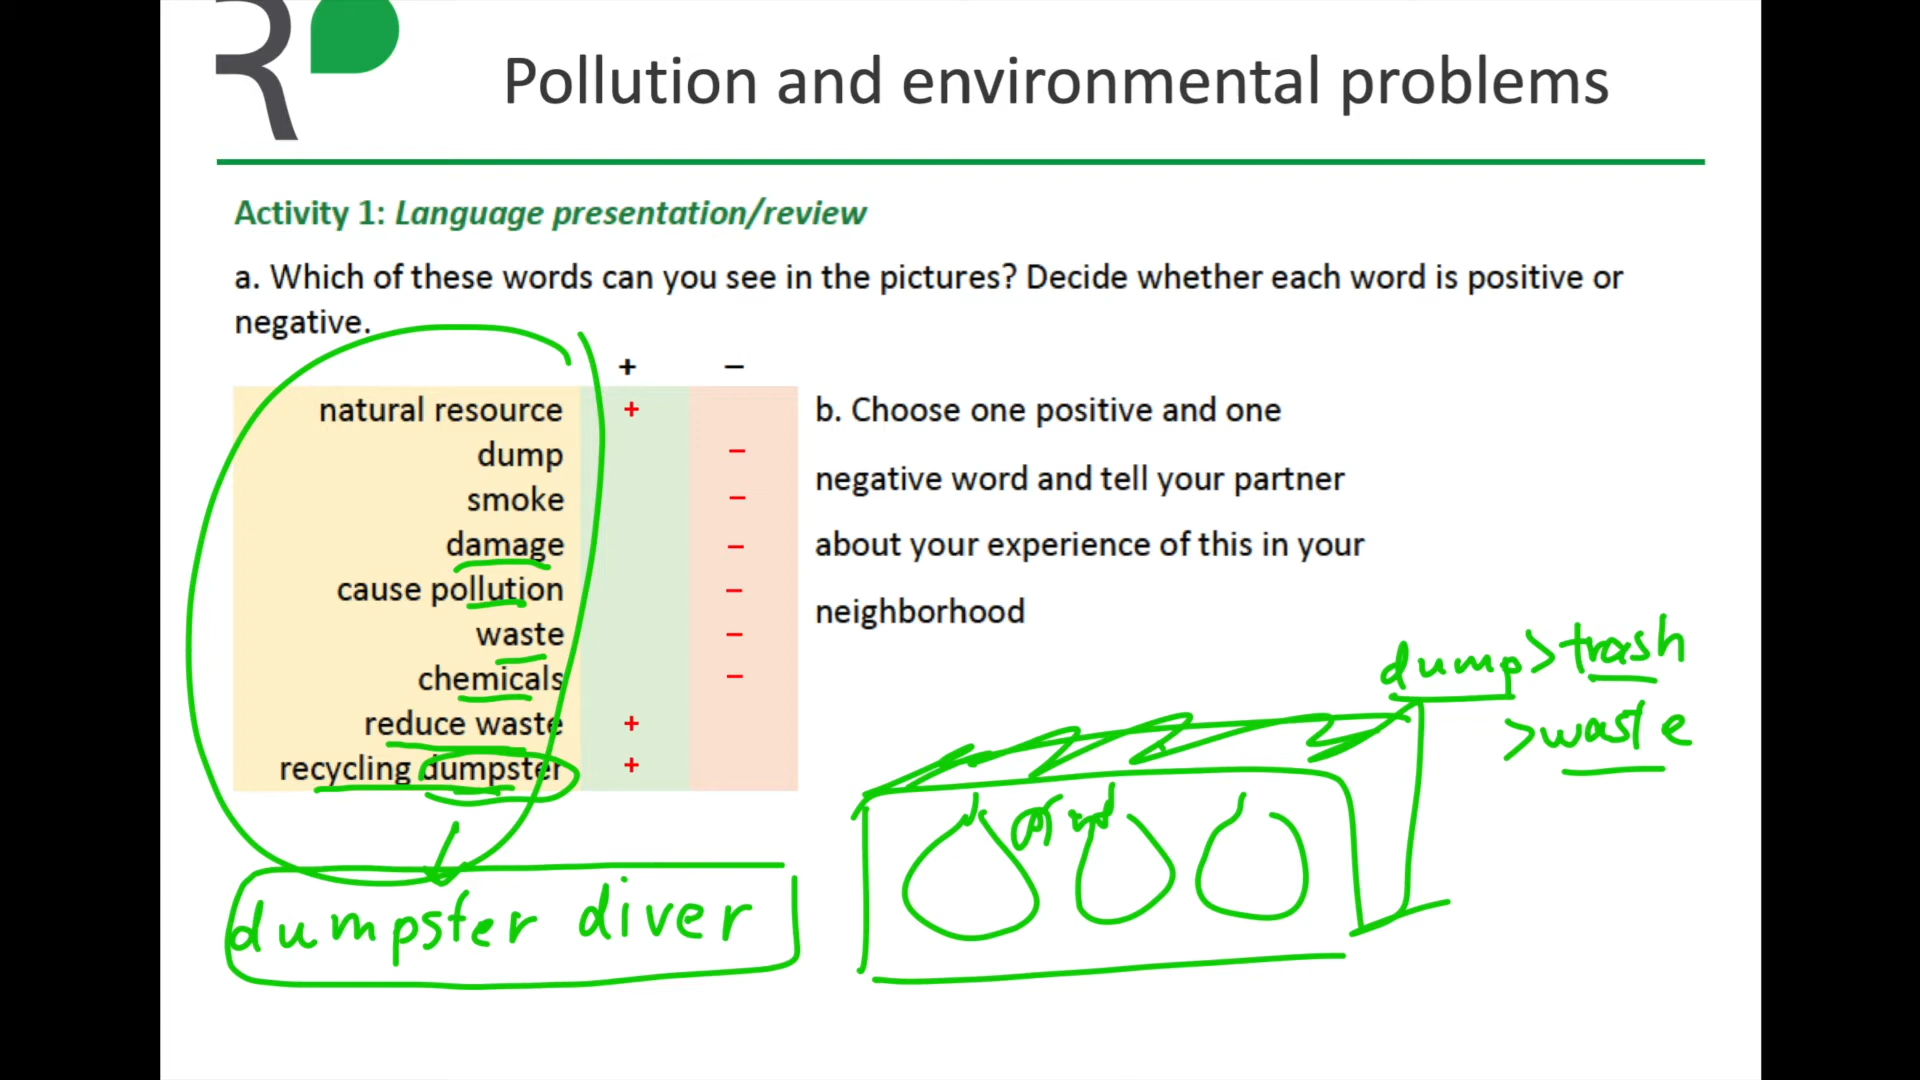 Pollution and environmental problems
Activity 1: Language presentation/review
a. Which of these words can you see in the pictures? Decide whether each word is positive or
negative.
+ –
natural resource +
dump –
smoke –
damage –
cause pollution –
waste –
chemicals –
reduce waste +
recycling dumpster +
b. Choose one positive and one
negative word and tell your partner
about your experience of this in your
neighborhood
dump>trash
>waste
dumpster diver